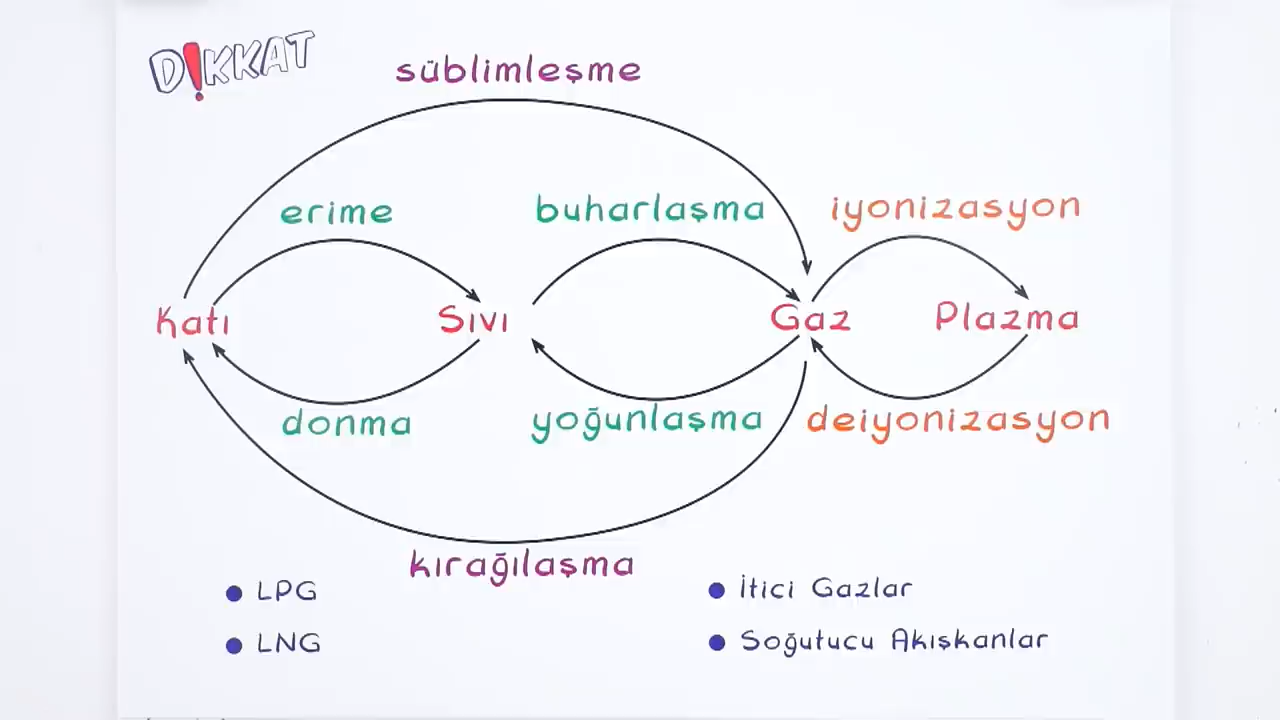 DİKKAT
süblimleşme
erime
buharlaşma
iyonizasyon
Katı
Sıvı
Gaz
Plazma
donma
yoğunlaşma
deiyonizasyon
kırağılaşma
LPG
İtici Gazlar
LNG
Soğutucu Akışkanlar